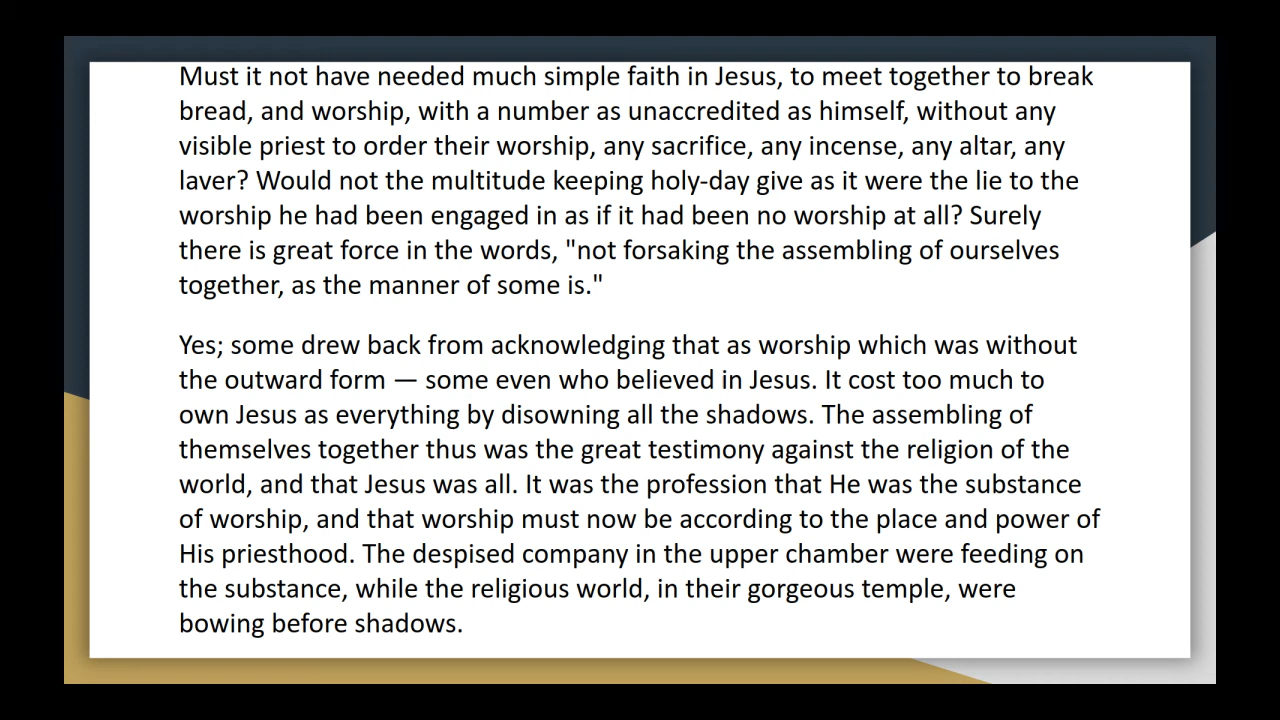 Must it not have needed much simple faith in Jesus, to meet together to break
bread, and worship, with a number as unaccredited as himself, without any
visible priest to order their worship, any sacrifice, any incense, any altar, any
laver? Would not the multitude keeping holy-day give as it were the lie to the
worship he had been engaged in as if it had been no worship at all? Surely
there is great force in the words, "not forsaking the assembling of ourselves
together, as the manner of some is."
Yes; some drew back from acknowledging that as worship which was without
the outward form — some even who believed in Jesus. It cost too much to
own Jesus as everything by disowning all the shadows. The assembling of
themselves together thus was the great testimony against the religion of the
world, and that Jesus was all. It was the profession that He was the substance
of worship, and that worship must now be according to the place and power of
His priesthood. The despised company in the upper chamber were feeding on
the substance, while the religious world, in their gorgeous temple, were
bowing before shadows.